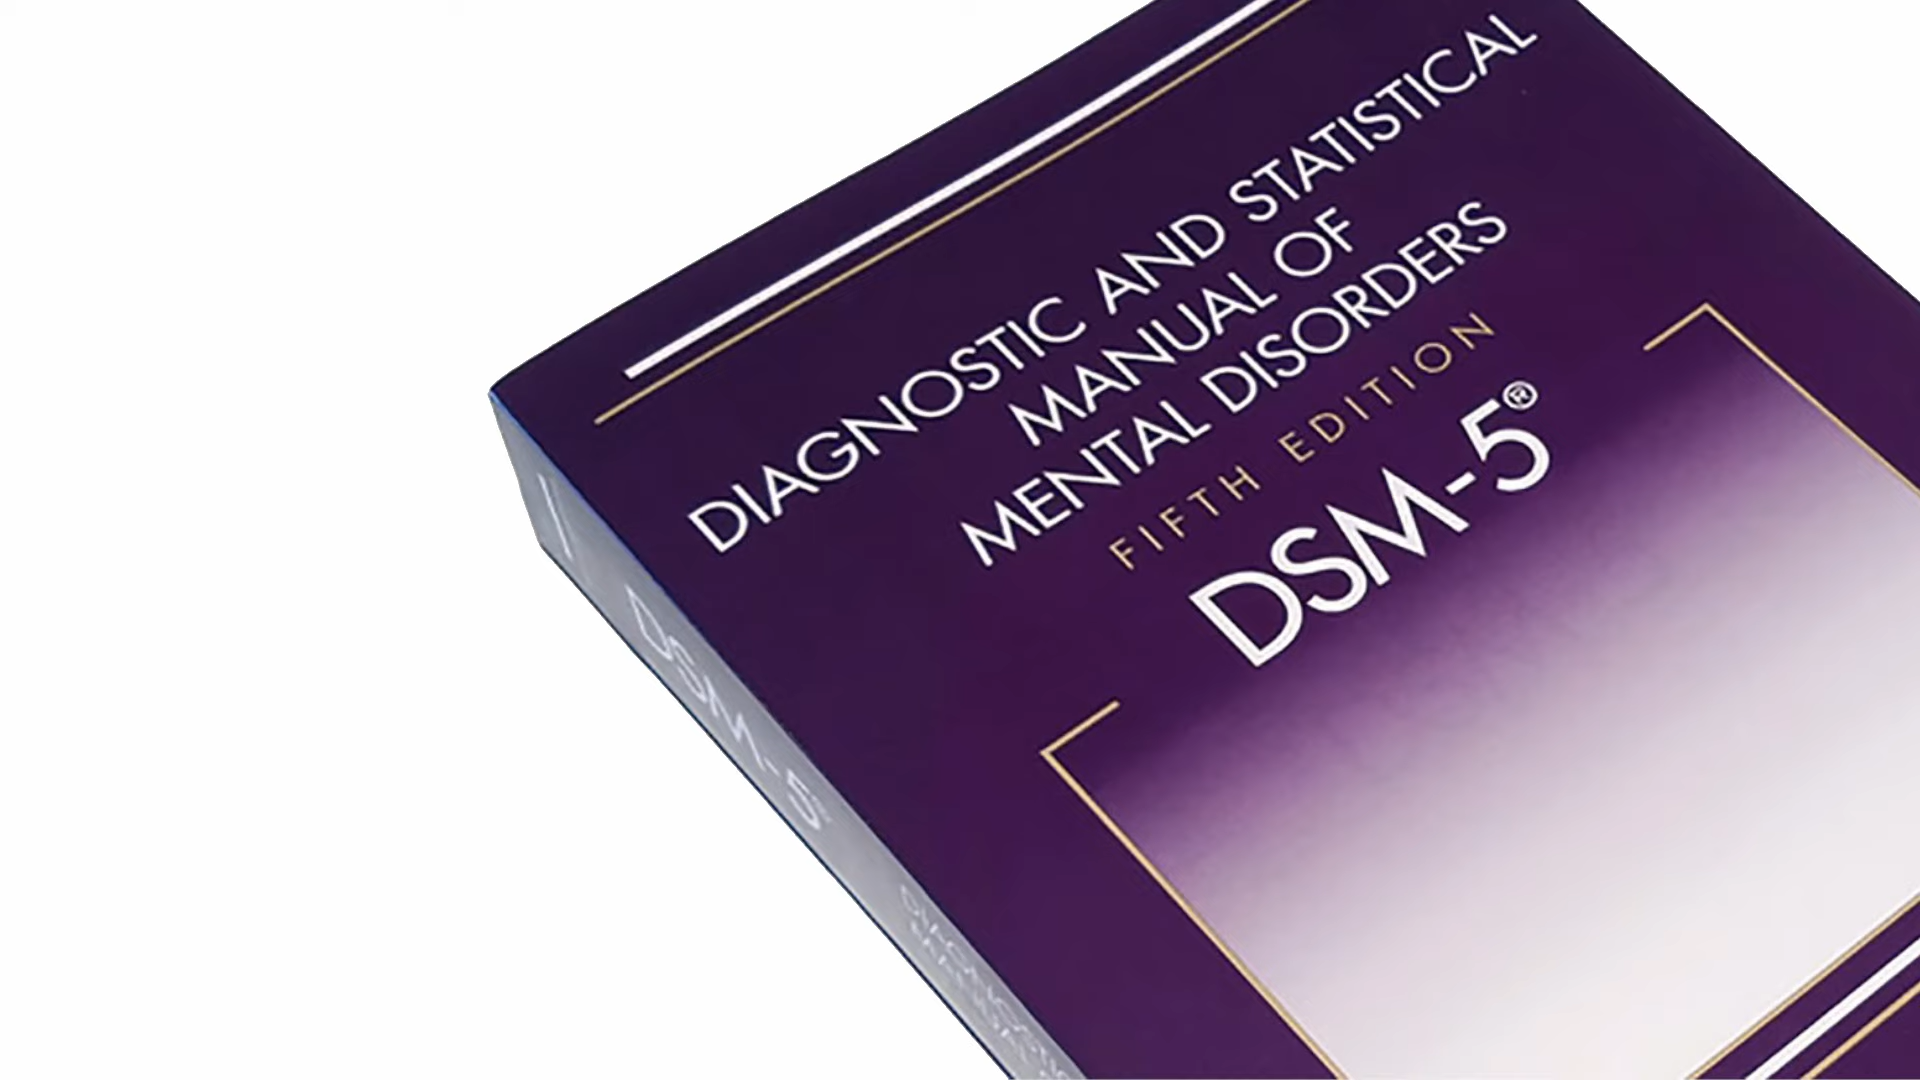 DIAGNOSTIC AND STATISTICAL
MANUAL OF
MENTAL DISORDERS
FIFTH EDITION
DSM-5®
DSM-5